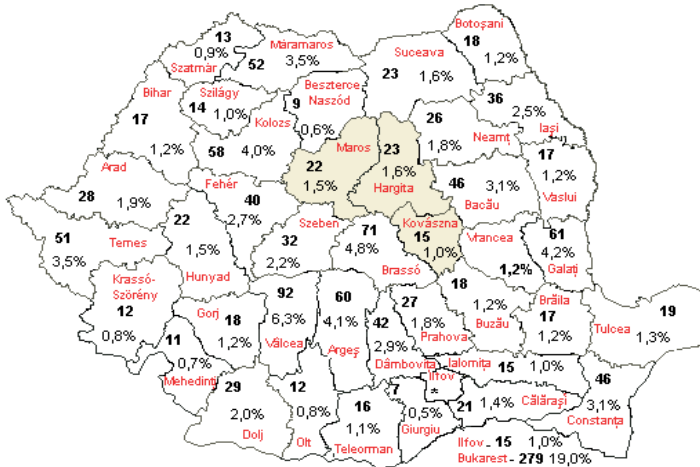 Botoşani
18
1,2%
13
0,9%
Szatmár
Máramaros
52
3,5%
Suceava
23
1,6%
Bihar
17
1,2%
Szilágy
14
1,0%
Beszterce
Naszód
9
0,6%
36
2,5%
Iaşi
26
1,8%
Neamţ
Kolozs
58
4,0%
Maros
22
1,5%
23
1,6%
Hargita
17
1,2%
Vaslui
46
3,1%
Bacău
Arad
28
1,9%
Fehér
40
2,7%
22
1,5%
Hunyad
Szeben
32
2,2%
71
4,8%
Brassó
Kovászna
15
1,0%
Vrancea
1,2%
61
4,2%
Galaţi
51
Temes
3,5%
Krassó-
Szörény
12
0,8%
Gorj
18
1,2%
92
6,3%
Vâlcea
60
4,1%
Argeş
42
2,9%
Dâmboviţa
27
1,8%
Prahova
18
1,2%
Buzău
Brăila
17
1,2%
19
Tulcea
1,3%
11
0,7%
Mehedinţi
29
2,0%
Dolj
12
0,8%
Olt
16
1,1%
Teleorman
7
0,5%
Giurgiu
Ilfov
*
Ialomiţa
15
1,0%
21
1,4%
Călăraşi
46
3,1%
Constanţa
Ilfov - 15 1,0%
Bukarest - 279 19,0%